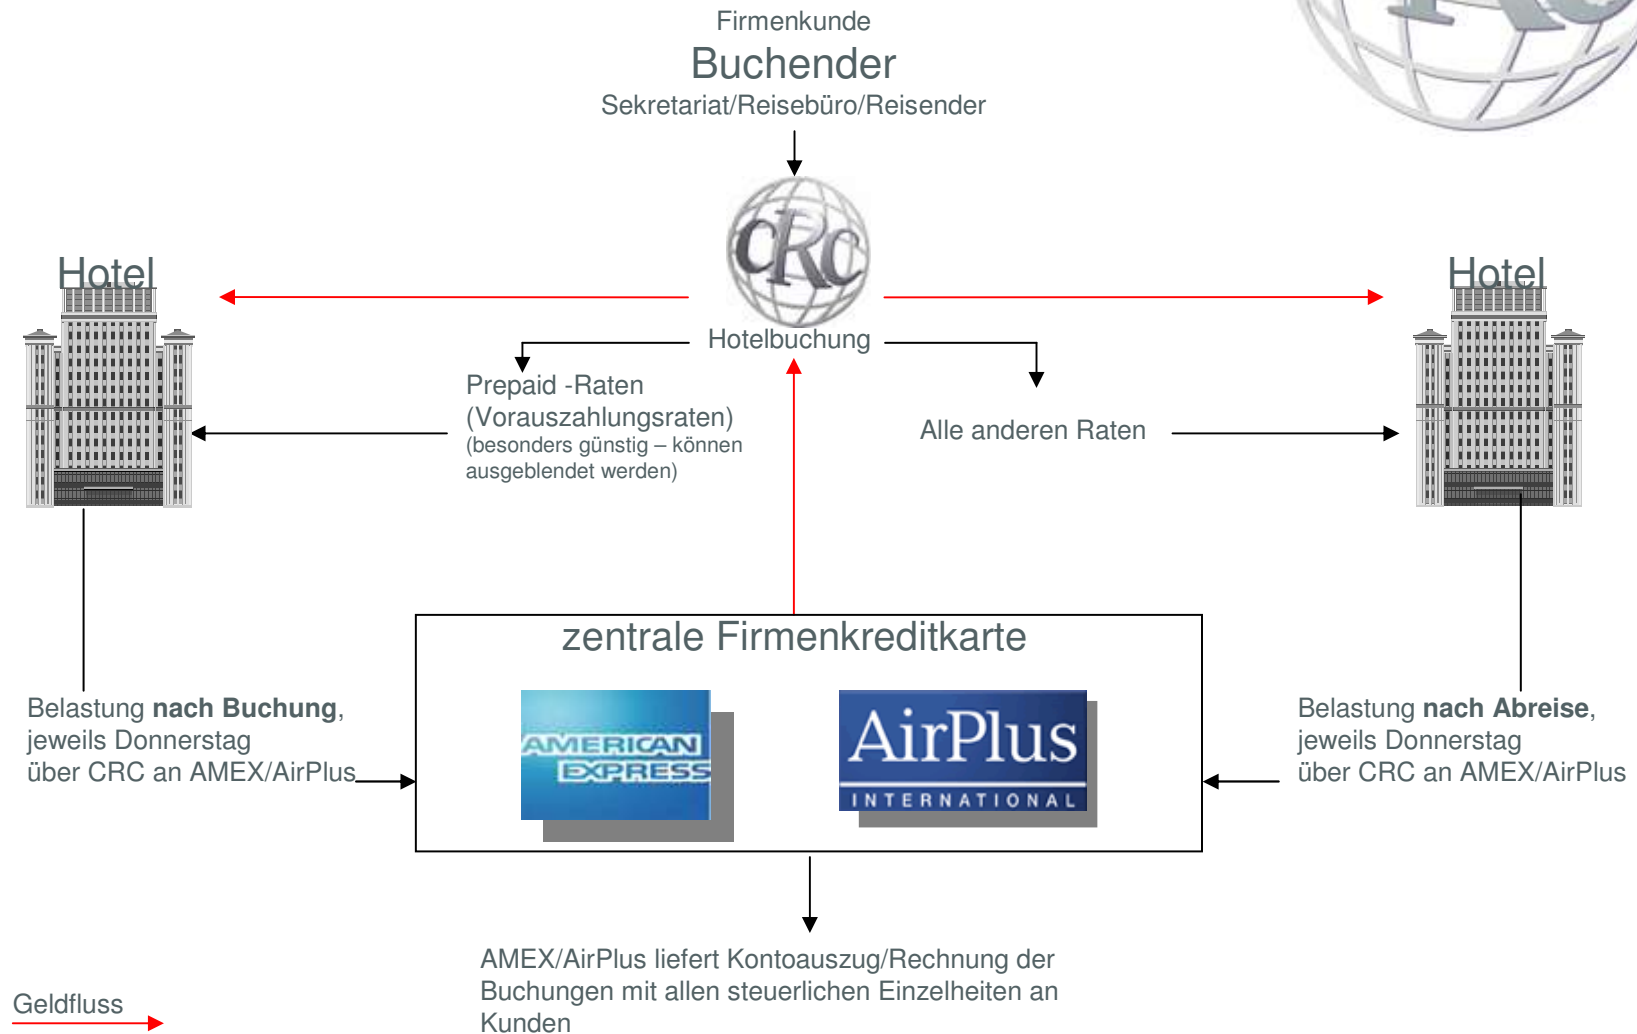 Firmenkunde
Buchender
Sekretariat/Reisebüro/Reisender
CRC
Hotel
Hotel
Hotelbuchung
Prepaid -Raten
(Vorauszahlungsraten)
(besonders günstig – können
ausgeblendet werden)
Alle anderen Raten
zentrale Firmenkreditkarte
AMERICAN
EXPRESS
AirPlus
INTERNATIONAL
Belastung nach Buchung,
jeweils Donnerstag
über CRC an AMEX/AirPlus
Belastung nach Abreise,
jeweils Donnerstag
über CRC an AMEX/AirPlus
AMEX/AirPlus liefert Kontoauszug/Rechnung der
Buchungen mit allen steuerlichen Einzelheiten an
Kunden
Geldfluss